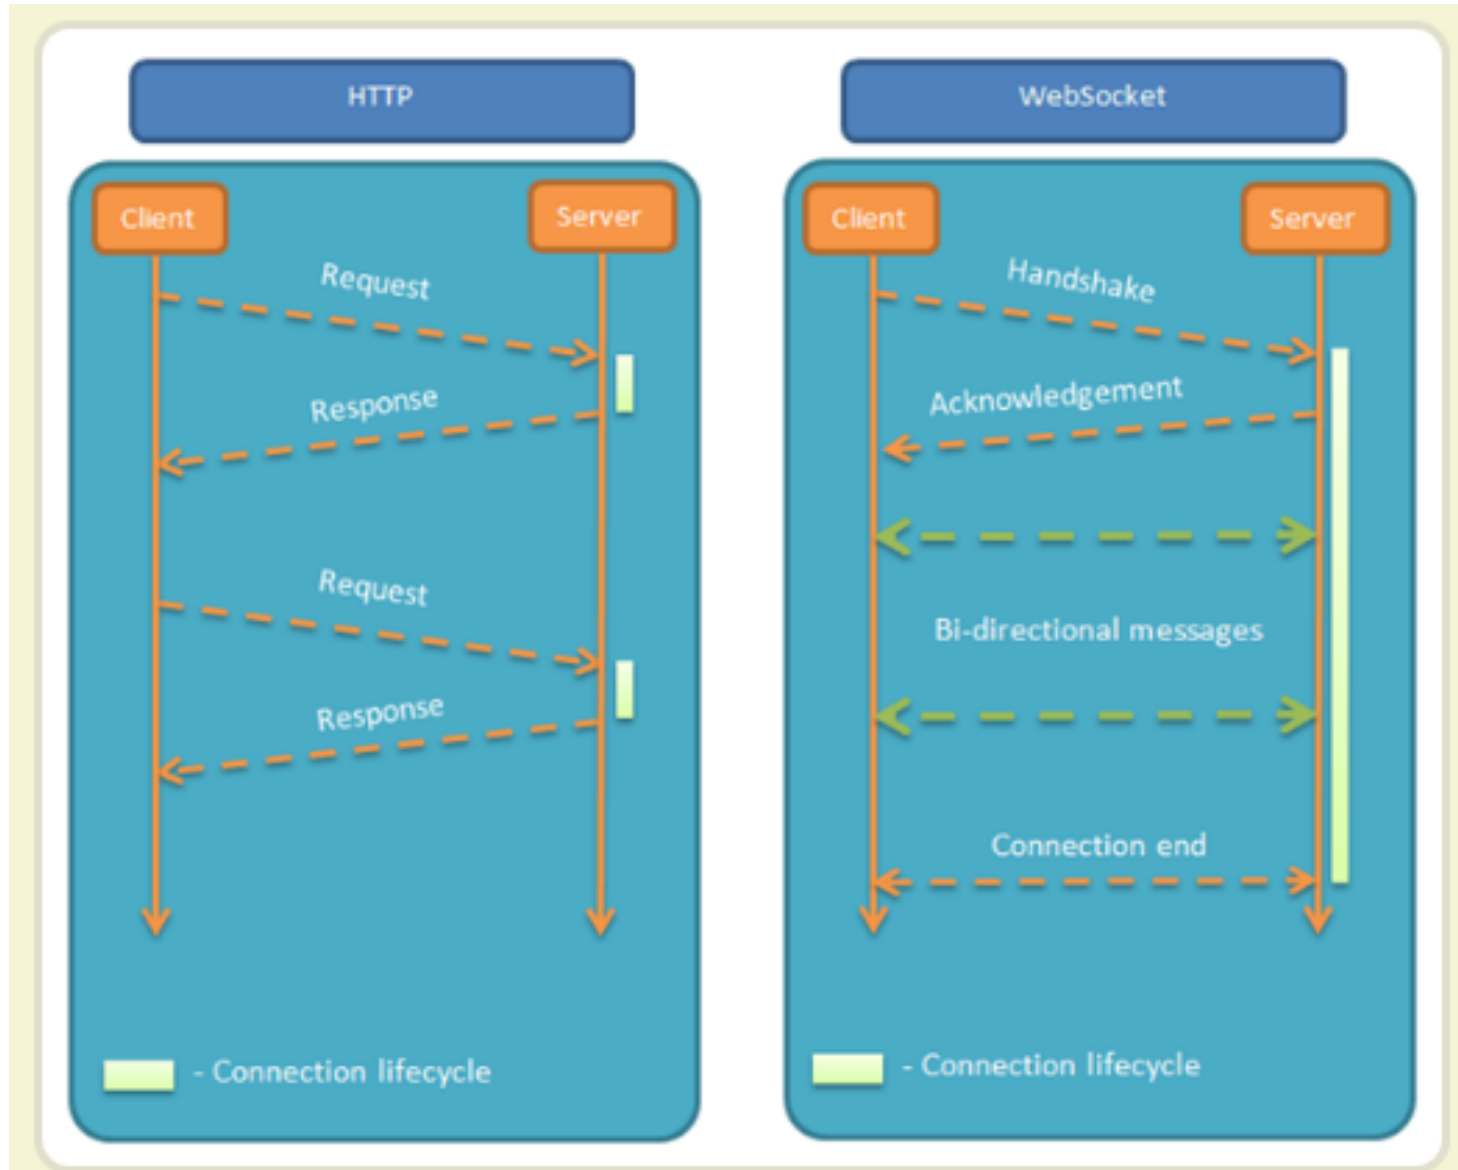 HTTP
Client
Server
Request
Response
Request
Response
- Connection lifecycle
WebSocket
Client
Server
Handshake
Acknowledgement
Bi-directional messages
Connection end
- Connection lifecycle